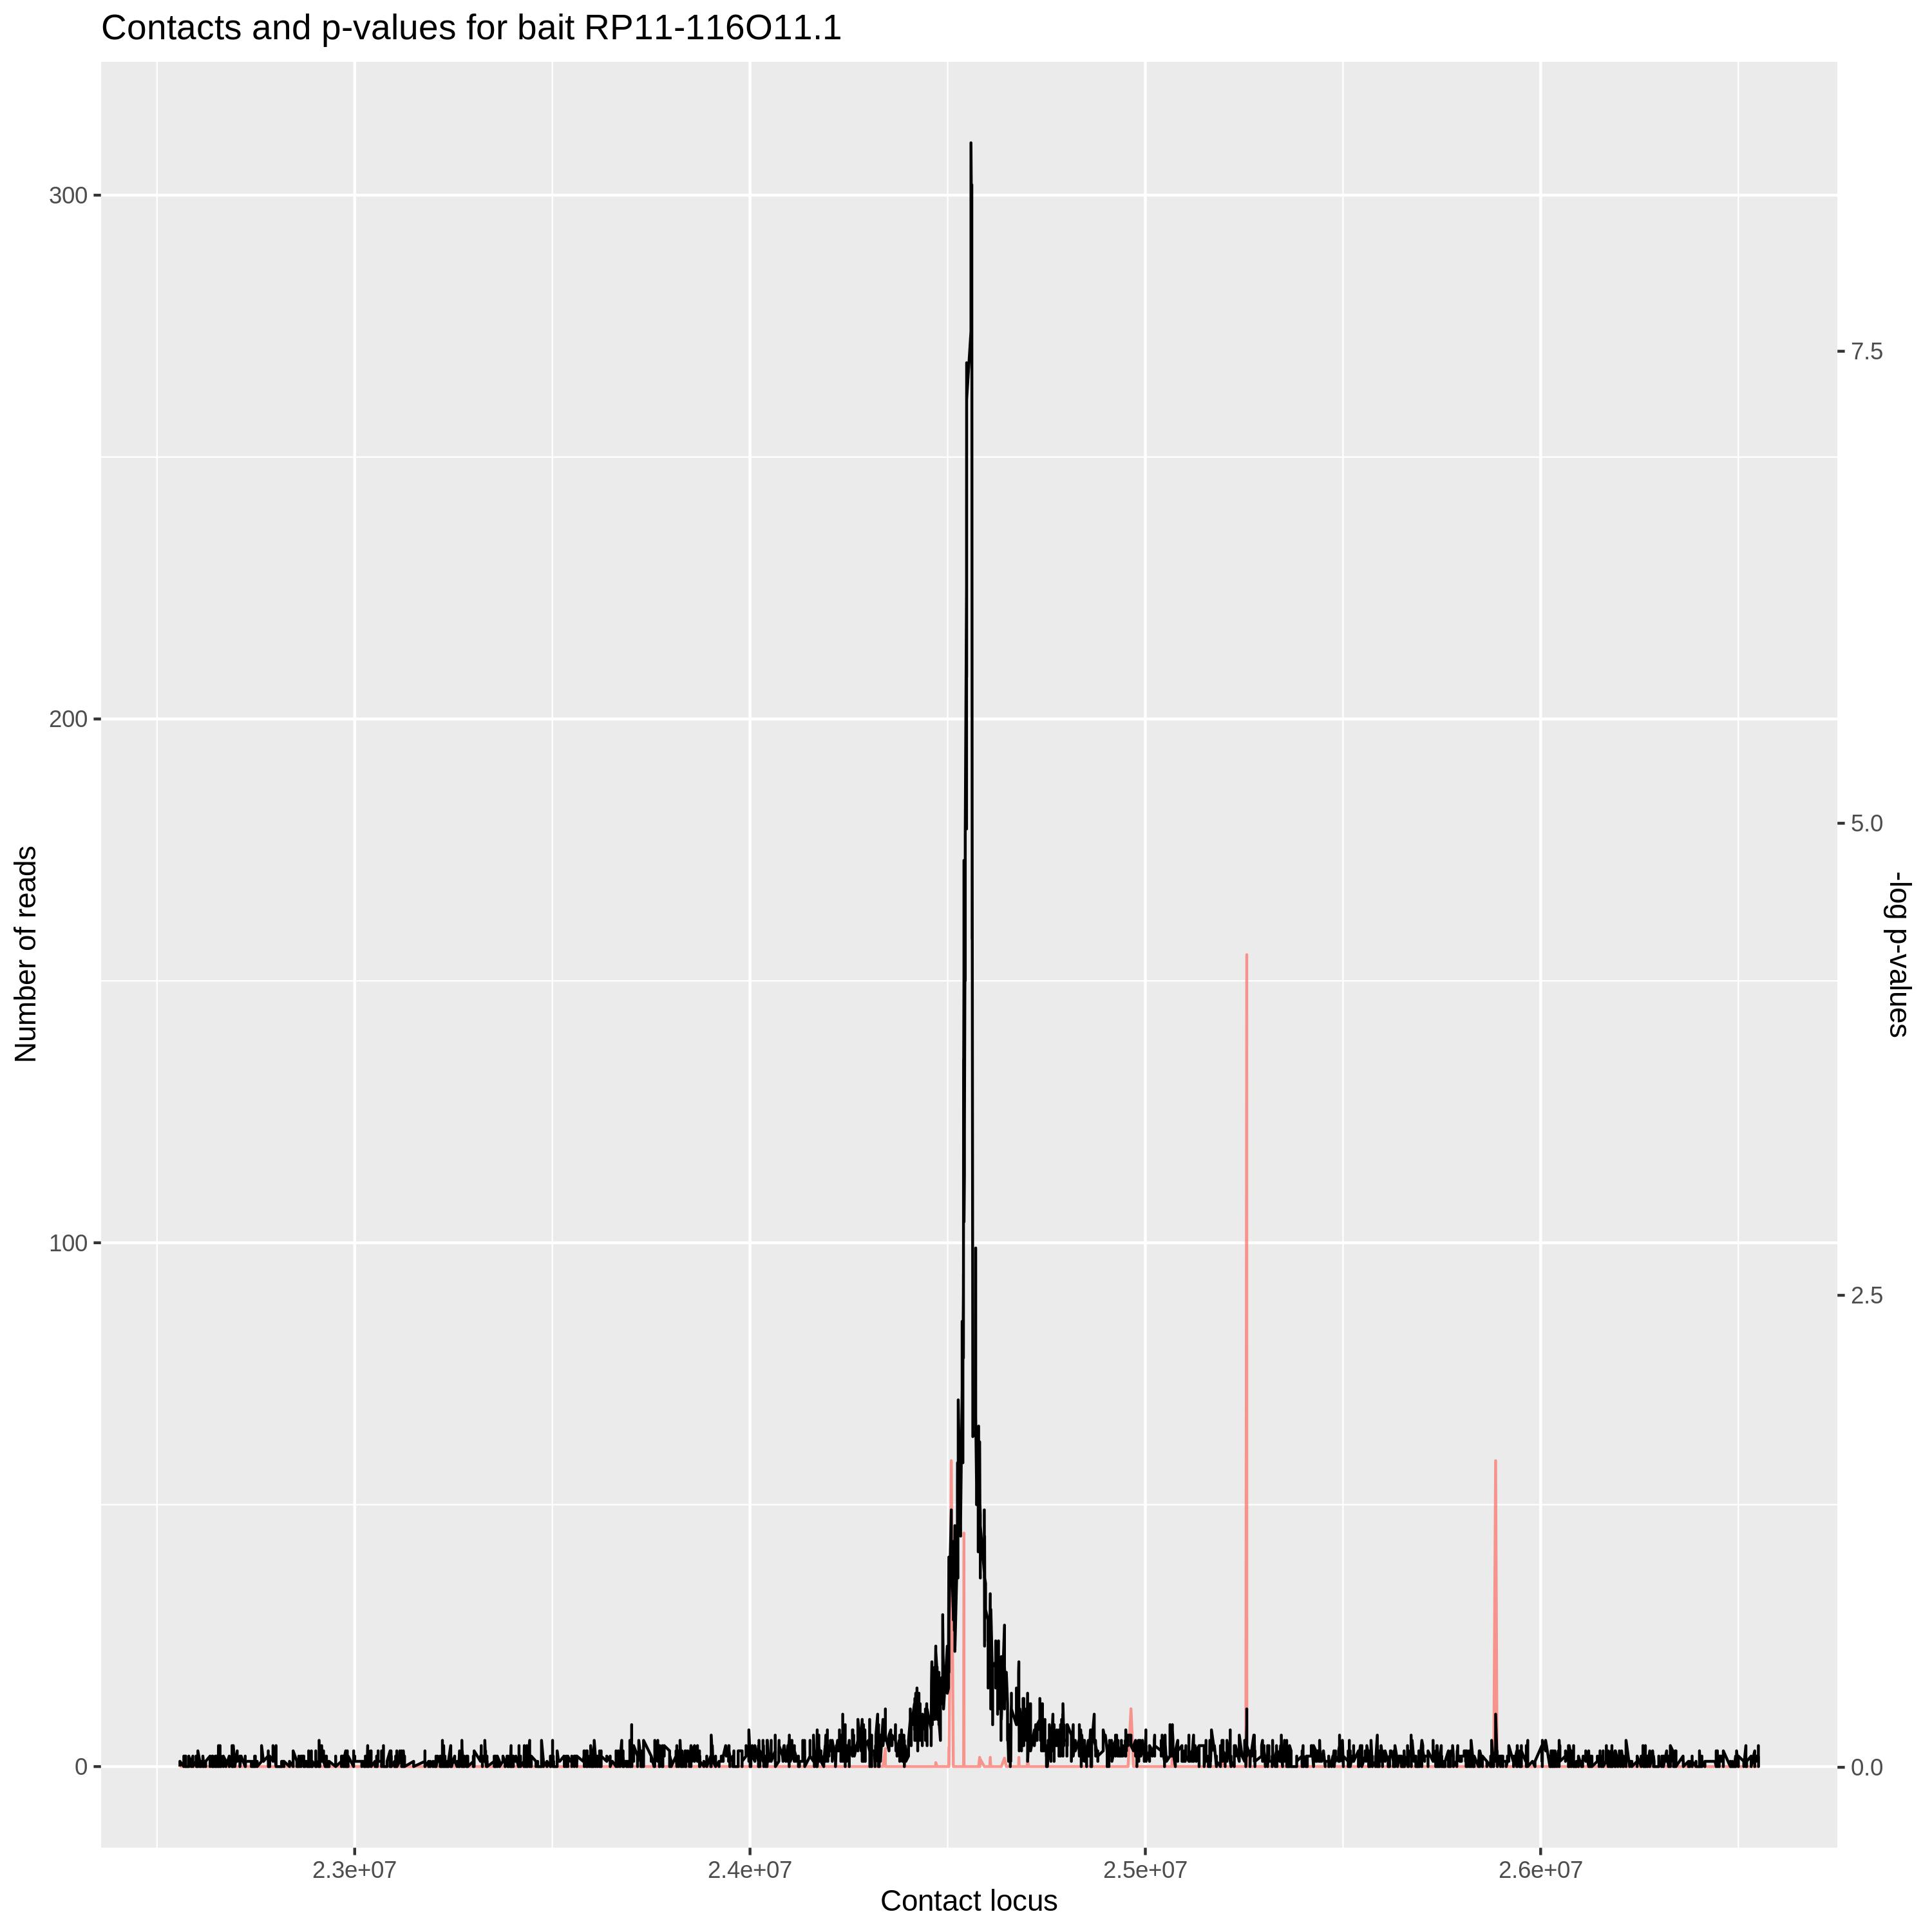 Contacts and p-values for bait RP11-116O11.1
300
200
100
0
Number of reads
7.5
5.0
2.5
0.0
-log p-values
2.3e+07
2.4e+07
2.5e+07
2.6e+07
Contact locus